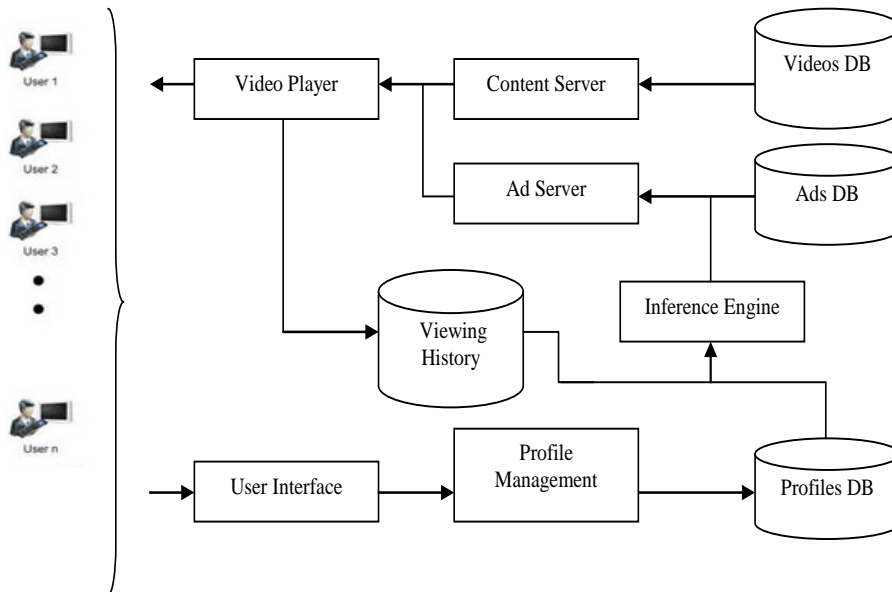 User 1
User 2
User 3
User n
Video Player
Content Server
Videos DB
Ad Server
Ads DB
Viewing
History
Inference Engine
User Interface
Profile
Management
Profiles DB